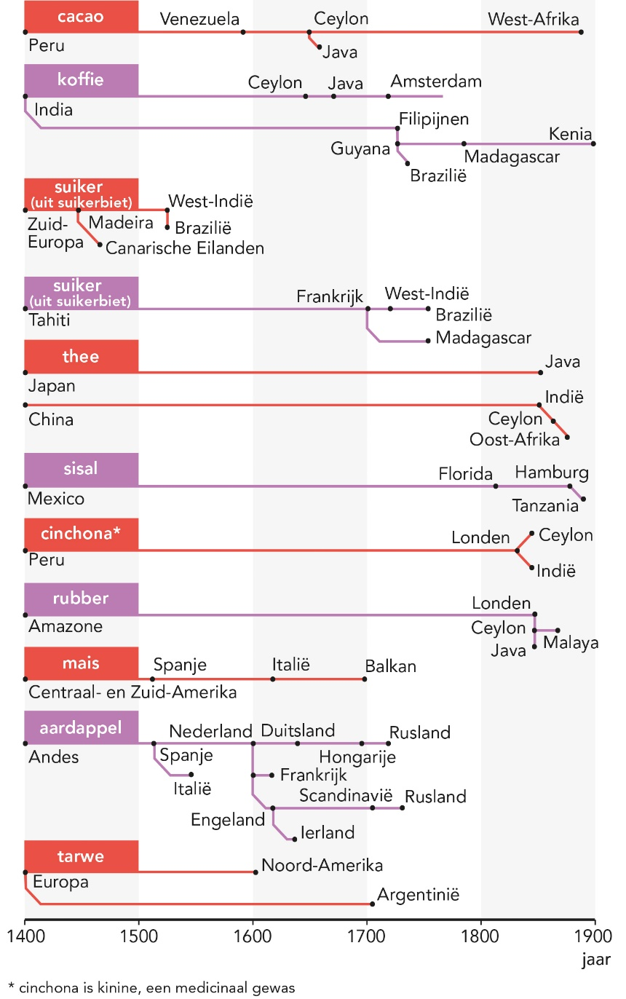 cacao
Venezuela
Ceylon
West-Afrika
Peru
Java
koffie
Ceylon
Java
Amsterdam
India
Filipijnen
Kenia
Guyana
Madagascar
Brazilië
suiker
(uit suikerbiet)
West-Indië
Zuid-
Europa
Madeira
Brazilië
Canarische Eilanden
suiker
(uit suikerbiet)
Frankrijk
West-Indië
Tahiti
Brazilië
Madagascar
thee
Java
Japan
Indië
China
Ceylon
Oost-Afrika
sisal
Florida
Hamburg
Mexico
Tanzania
cinchona*
Londen
Ceylon
Peru
Indië
rubber
Londen
Amazone
Ceylon
Malaya
Java
mais
Spanje
Italië
Balkan
Centraal- en Zuid-Amerika
aardappel
Nederland
Duitsland
Rusland
Andes
Spanje
Hongarije
Italië
Frankrijk
Scandinavië
Rusland
Engeland
Ierland
tarwe
Noord-Amerika
Europa
Argentinië
1400 1500 1600 1700 1800 1900
jaar
* cinchona is kinine, een medicinaal gewas